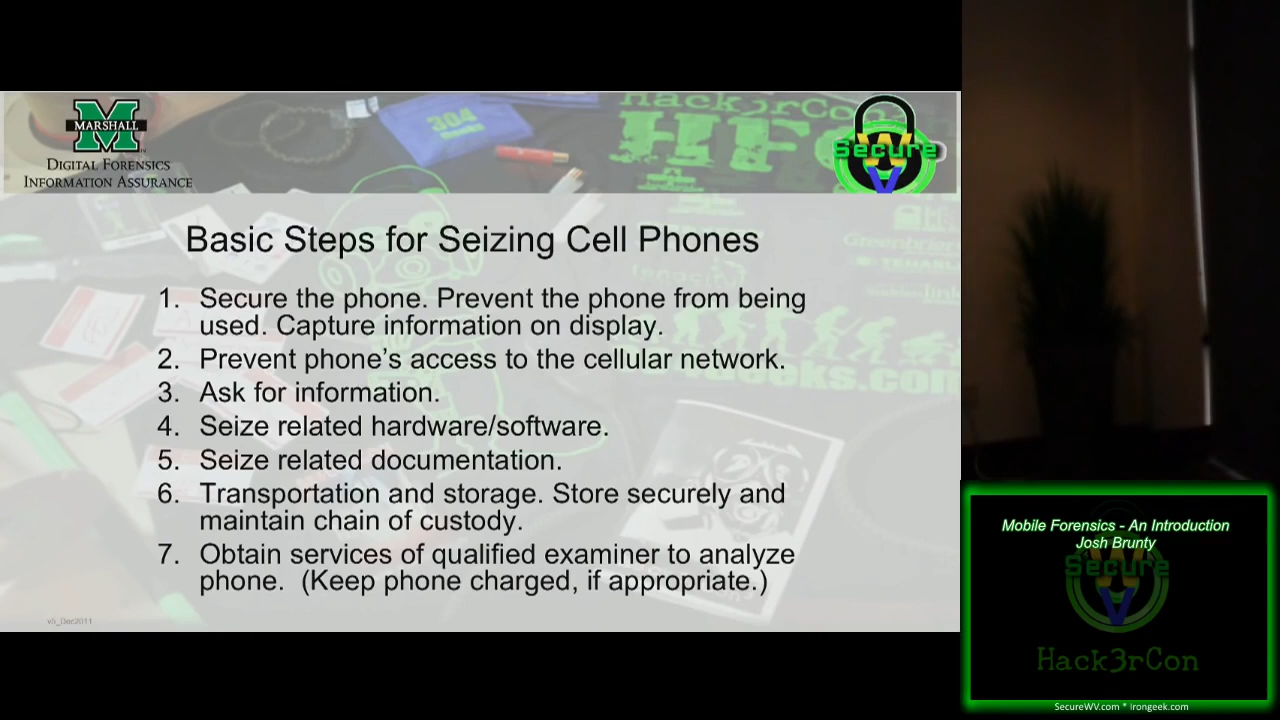 MARSHALL
DIGITAL FORENSICS
INFORMATION ASSURANCE
304
hack3rCon
Secure
W
V
Basic Steps for Seizing Cell Phones
1. Secure the phone. Prevent the phone from being
used. Capture information on display.
2. Prevent phone’s access to the cellular network.
3. Ask for information.
4. Seize related hardware/software.
5. Seize related documentation.
6. Transportation and storage. Store securely and
maintain chain of custody.
7. Obtain services of qualified examiner to analyze
phone. (Keep phone charged, if appropriate.)
v5_Dec2011
Mobile Forensics - An Introduction
Josh Brunty
Secure
W
V
Hack3rCon
SecureWV.com * irongeek.com